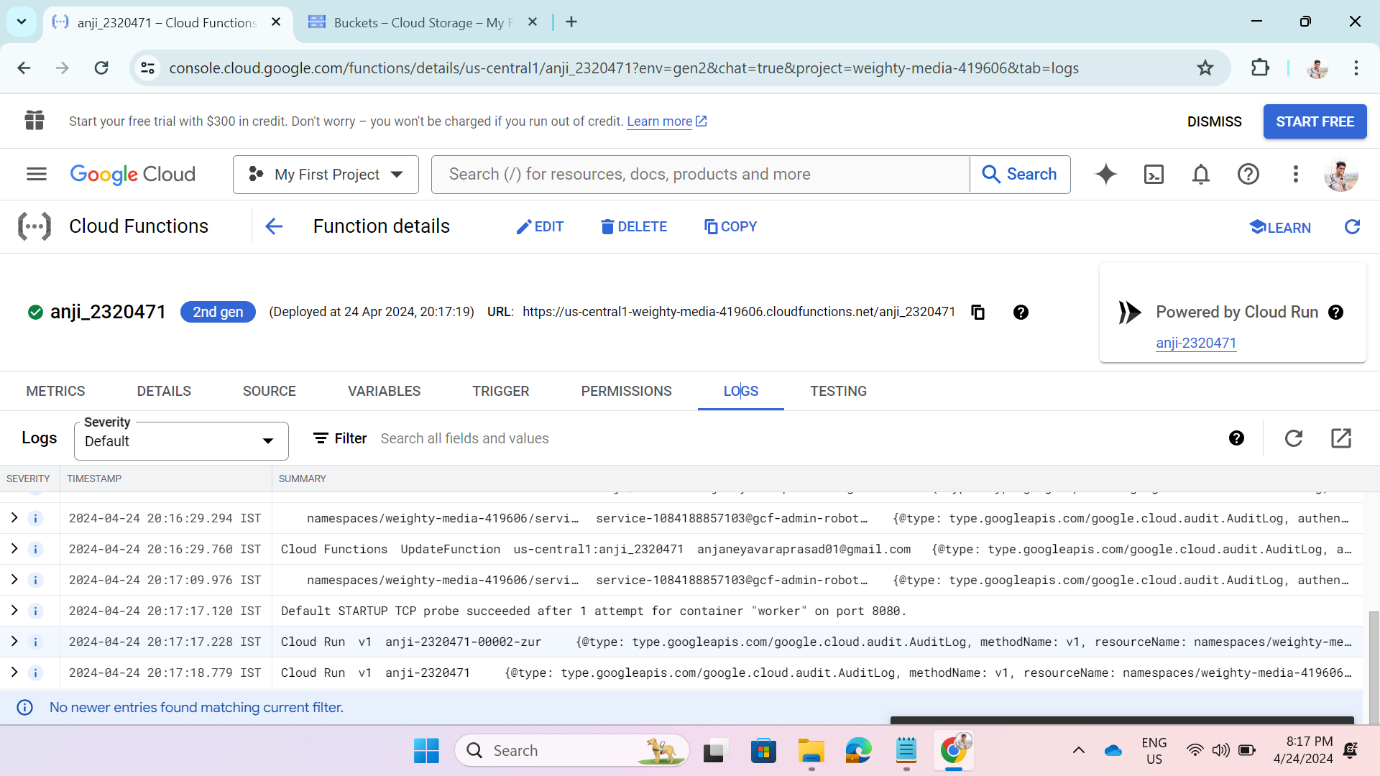 anji_2320471 – Cloud Functions
Buckets – Cloud Storage – My F
console.cloud.google.com/functions/details/us-central1/anji_2320471?env=gen2&chat=true&project=weighty-media-419606&tab=logs
Start your free trial with $300 in credit. Don't worry – you won't be charged if you run out of credit. Learn more
DISMISS
START FREE
Google Cloud
My First Project
Search (/) for resources, docs, products and more
Search
Cloud Functions
Function details
EDIT
DELETE
COPY
LEARN
anji_2320471
2nd gen
(Deployed at 24 Apr 2024, 20:17:19)
URL: https://us-central1-weighty-media-419606.cloudfunctions.net/anji_2320471
Powered by Cloud Run
anji-2320471
METRICS
DETAILS
SOURCE
VARIABLES
TRIGGER
PERMISSIONS
LOGS
TESTING
Logs
Severity
Default
Filter
Search all fields and values
SEVERITY
TIMESTAMP
SUMMARY
2024-04-24 20:16:29.294 IST namespaces/weighty-media-419606/servi… service-1084188857103@gcf-admin-robot… {@type: type.googleapis.com/google.cloud.audit.AuditLog, authen…
2024-04-24 20:16:29.760 IST Cloud Functions UpdateFunction us-central1:anji_2320471 anjaneyavaraprasad01@gmail.com {@type: type.googleapis.com/google.cloud.audit.AuditLog, a…
2024-04-24 20:17:09.976 IST namespaces/weighty-media-419606/servi… service-1084188857103@gcf-admin-robot… {@type: type.googleapis.com/google.cloud.audit.AuditLog, authen…
2024-04-24 20:17:17.120 IST Default STARTUP TCP probe succeeded after 1 attempt for container "worker" on port 8080.
2024-04-24 20:17:17.228 IST Cloud Run v1 anji-2320471-00002-zur {@type: type.googleapis.com/google.cloud.audit.AuditLog, methodName: v1, resourceName: namespaces/weighty-me…
2024-04-24 20:17:18.779 IST Cloud Run v1 anji-2320471 {@type: type.googleapis.com/google.cloud.audit.AuditLog, methodName: v1, resourceName: namespaces/weighty-media-419606…
No newer entries found matching current filter.
Search
ENG
US
8:17 PM
4/24/2024